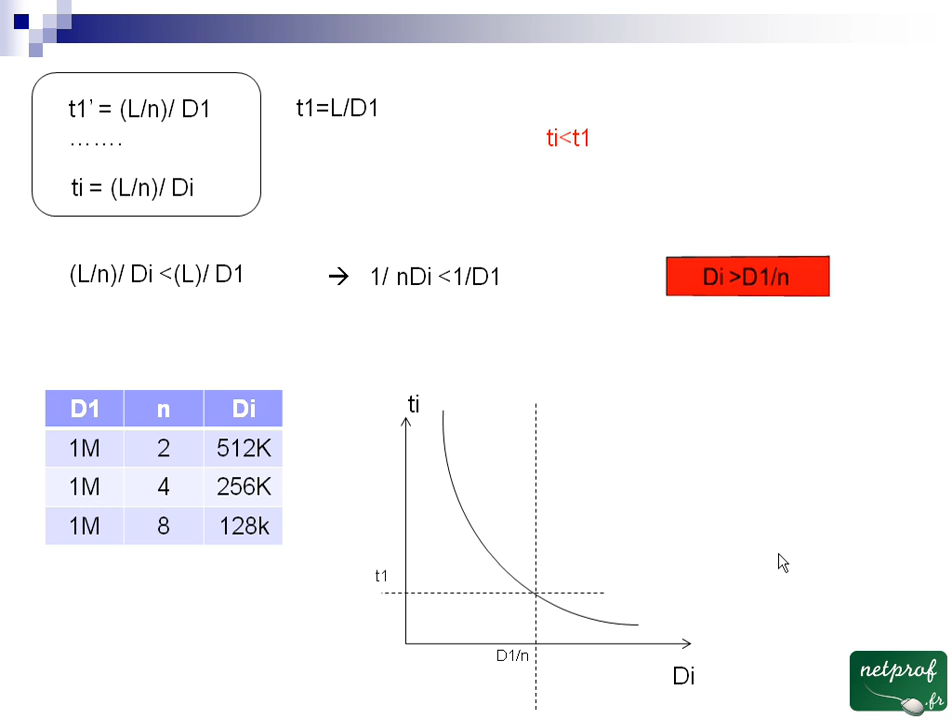 t1’ = (L/n)/ D1
…….
ti = (L/n)/ Di
t1=L/D1
ti<t1
(L/n)/ Di <(L)/ D1 → 1/ nDi <1/D1
Di >D1/n
D1 n Di
1M 2 512K
1M 4 256K
1M 8 128k
ti
t1
D1/n
Di
netprof
.fr